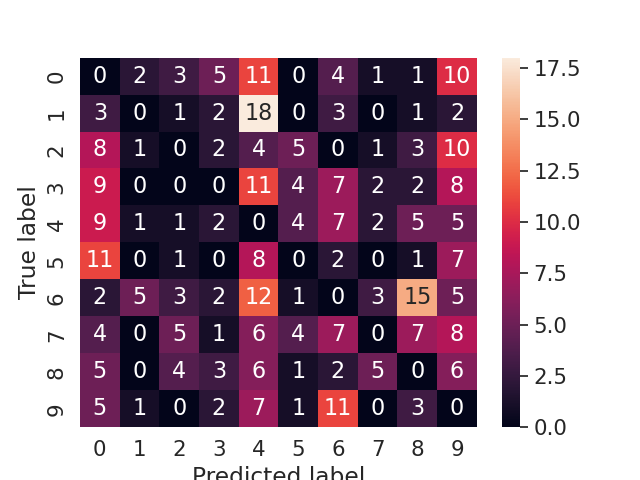 0 0 2 3 5 11 0 4 1 1 10
1 3 0 1 2 18 0 3 0 1 2
2 8 1 0 2 4 5 0 1 3 10
3 9 0 0 0 11 4 7 2 2 8
4 9 1 1 2 0 4 7 2 5 5
5 11 0 1 0 8 0 2 0 1 7
6 2 5 3 2 12 1 0 3 15 5
7 4 0 5 1 6 4 7 0 7 8
8 5 0 4 3 6 1 2 5 0 6
9 5 1 0 2 7 1 11 0 3 0
0 1 2 3 4 5 6 7 8 9
Predicted label
True label
17.5
15.0
12.5
10.0
7.5
5.0
2.5
0.0